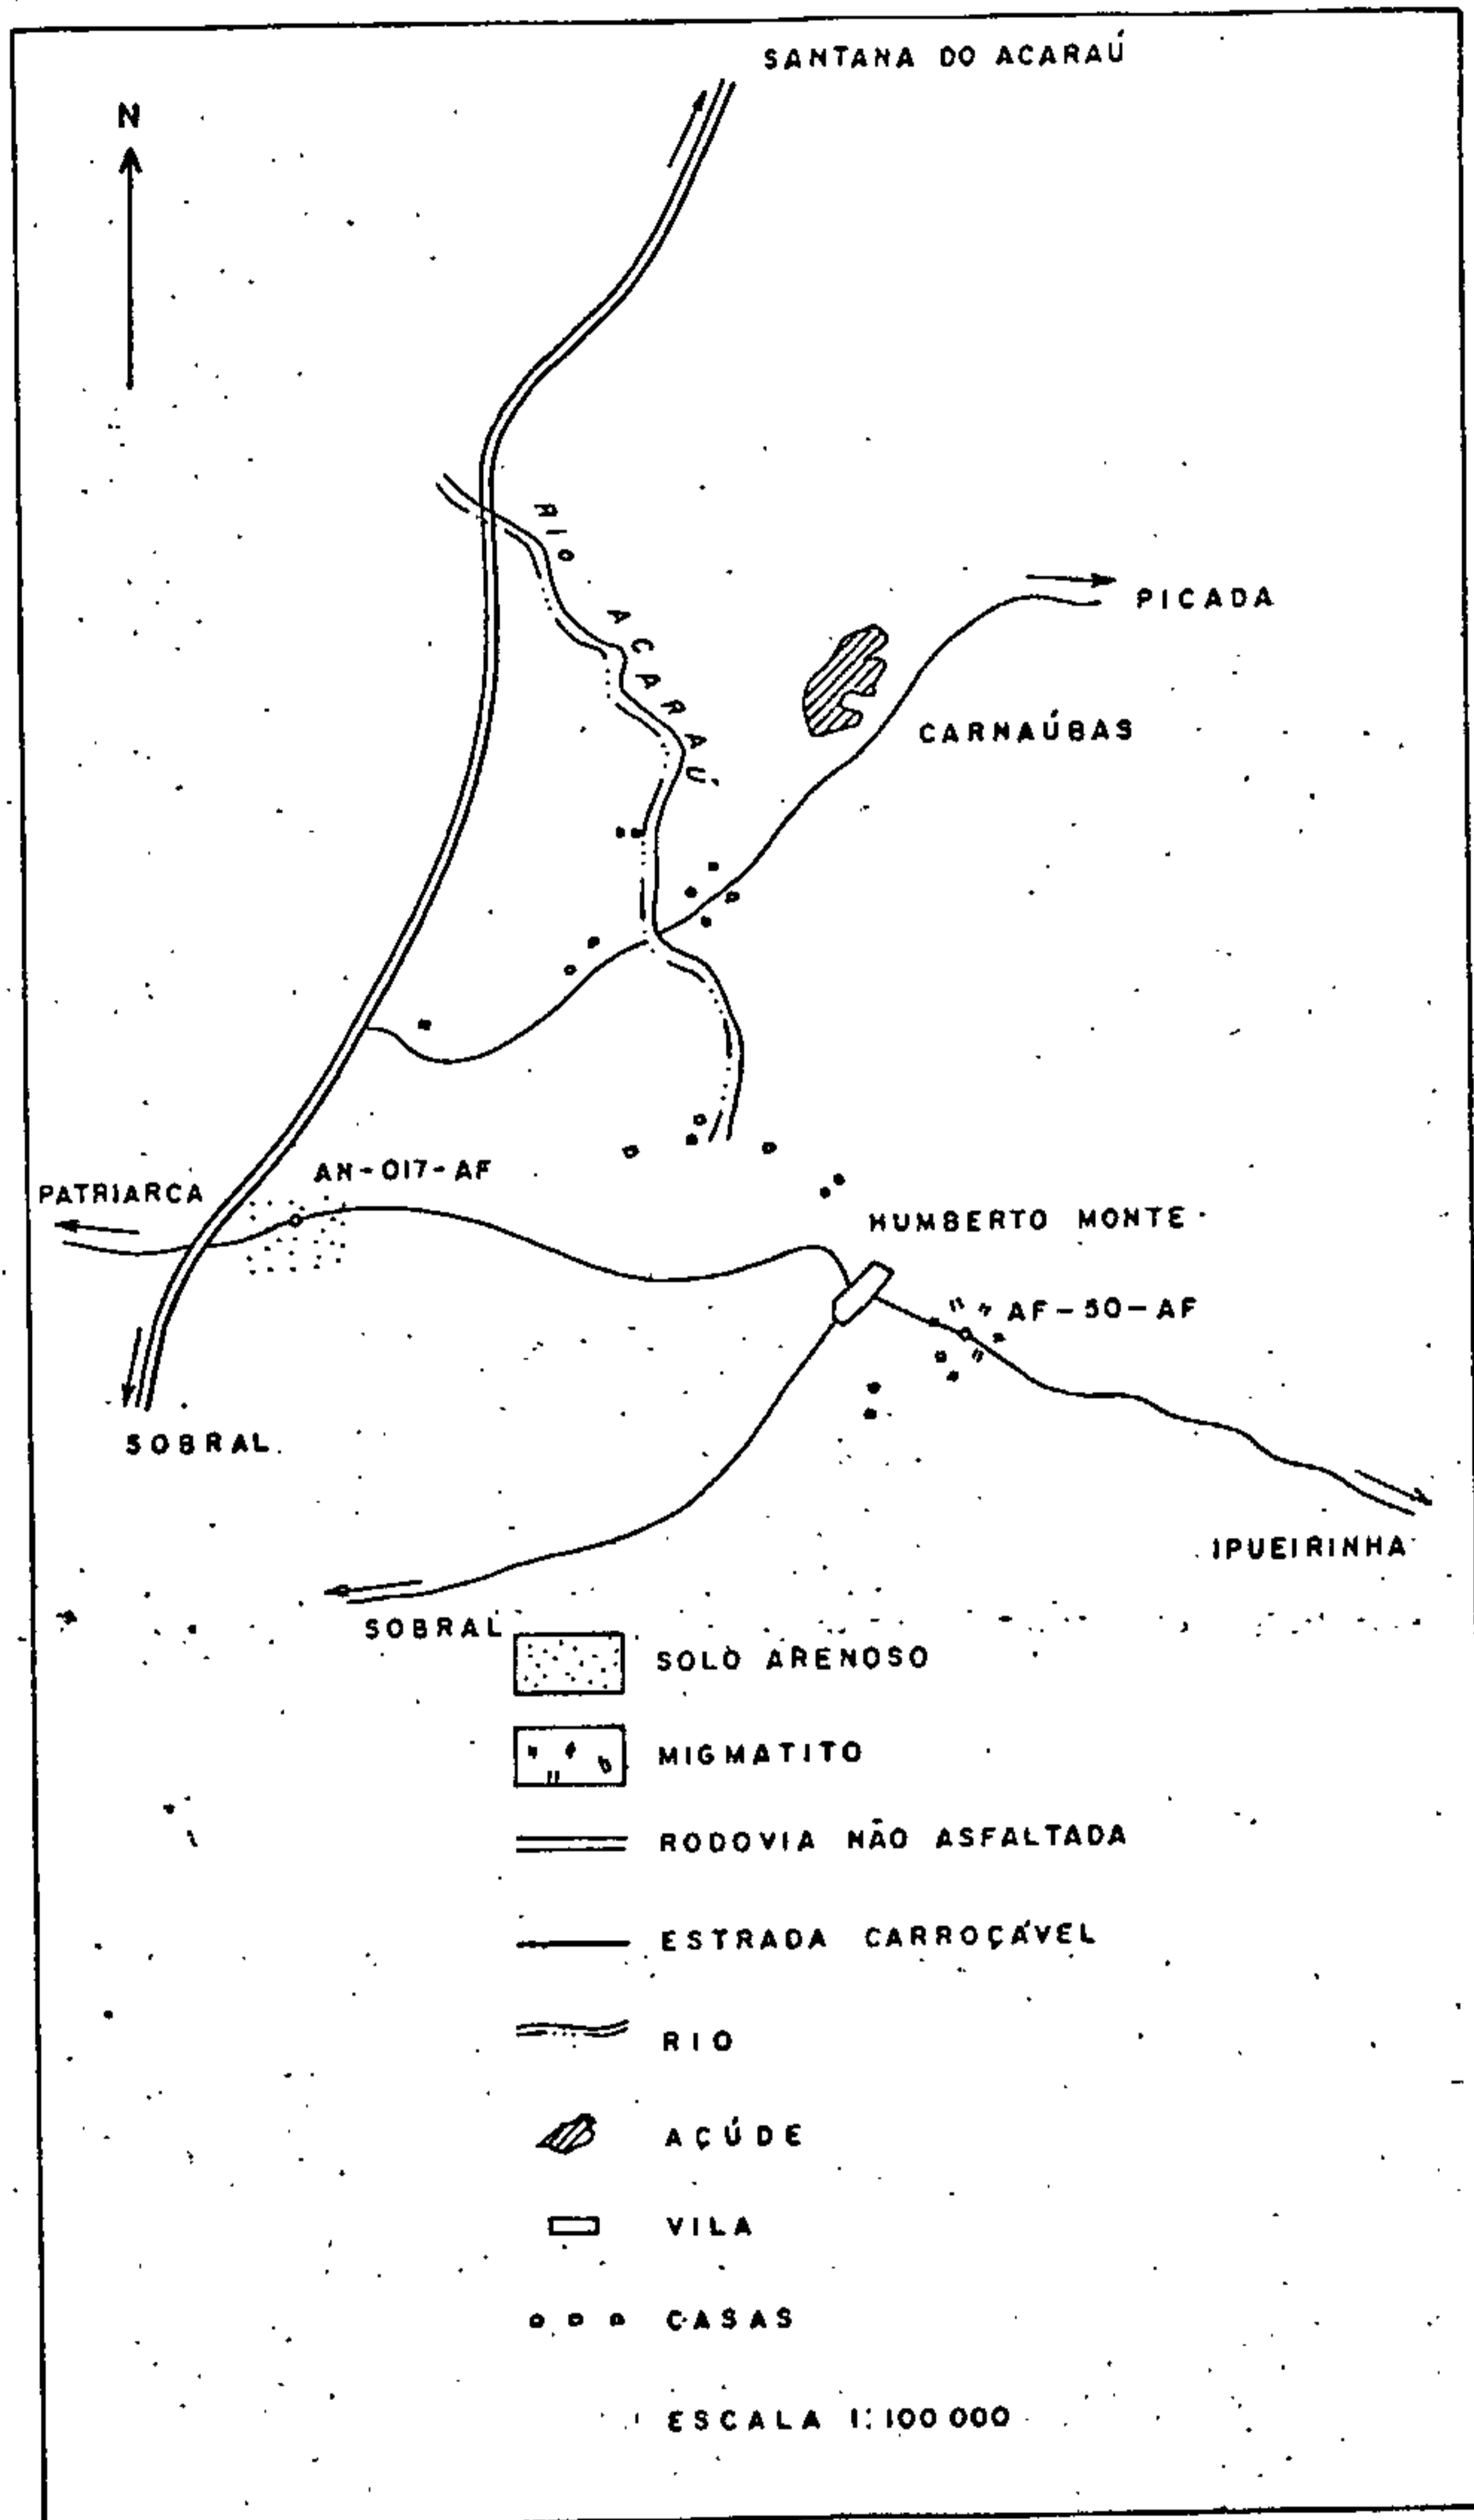 SANTANA DO ACARAÚ
N
RIO ACARAÚ
PICADA
CARNAÚBAS
AN-017-AF
PATRIARCA
HUMBERTO MONTE
AF-50-AF
SOBRAL
IPUEIRINHA
SOBRAL
SOLO ARENOSO
MIGMATITO
RODOVIA NÃO ASFALTADA
ESTRADA CARROÇÁVEL
RIO
AÇÚDE
VILA
CASAS
ESCALA 1:100 000